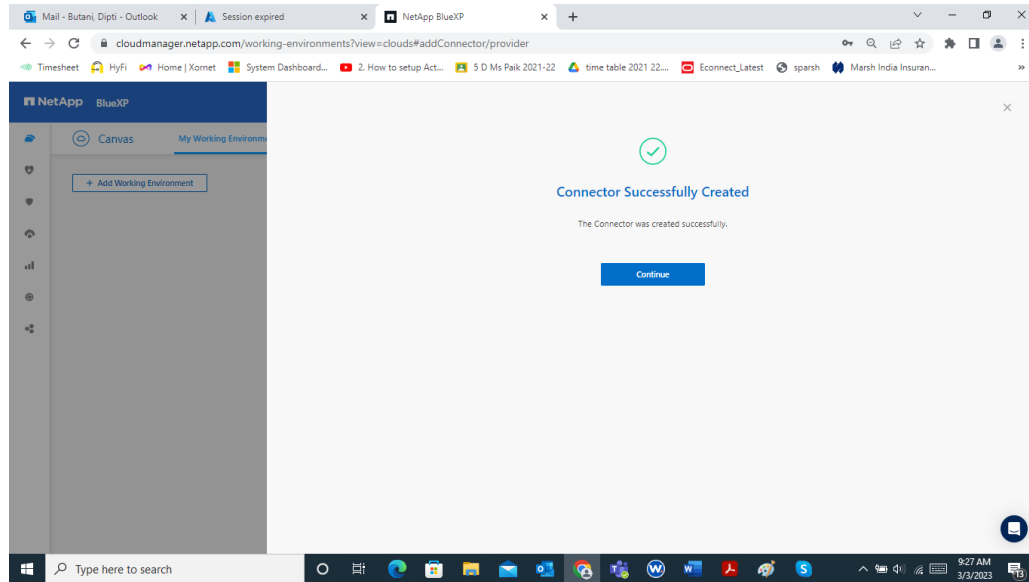 Mail - Butani, Dipti - Outlook
Session expired
NetApp BlueXP
cloudmanager.netapp.com/working-environments?view=clouds#addConnector/provider
Timesheet
HyFi
Home | Xornet
System Dashboard...
2. How to setup Act...
5 D Ms Paik 2021-22
time table 2021 22....
Econnect_Latest
sparsh
Marsh India Insuran...
»
NetApp BlueXP
Canvas
My Working Environme
+ Add Working Environment
Connector Successfully Created
The Connector was created successfully.
Continue
Type here to search
9:27 AM
3/3/2023